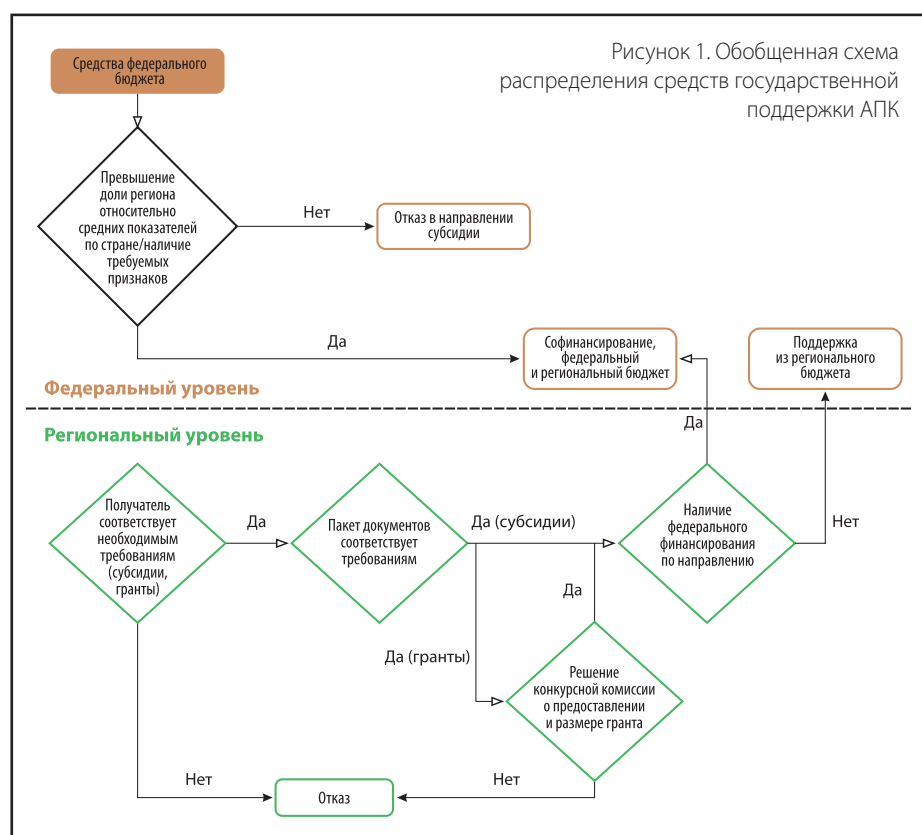 Рисунок 1. Обобщенная схема
распределения средств государственной
поддержки АПК
Средства федерального
бюджета
Превышение
доли региона
относительно
средних показателей
по стране/наличие
требуемых
признаков
Нет
Отказ в направлении
субсидии
Да
Софинансирование,
федеральный
и региональный бюджет
Поддержка
из регионального
бюджета
Федеральный уровень
Региональный уровень
Да
Получатель
соответствует
необходимым
требованиям
(субсидии,
гранты)
Да
Пакет документов
соответствует
требованиям
Да (субсидии)
Наличие
федерального
финансирования
по направлению
Нет
Да
Да (гранты)
Решение
конкурсной комиссии
о предоставлении
и размере гранта
Нет
Отказ
Нет